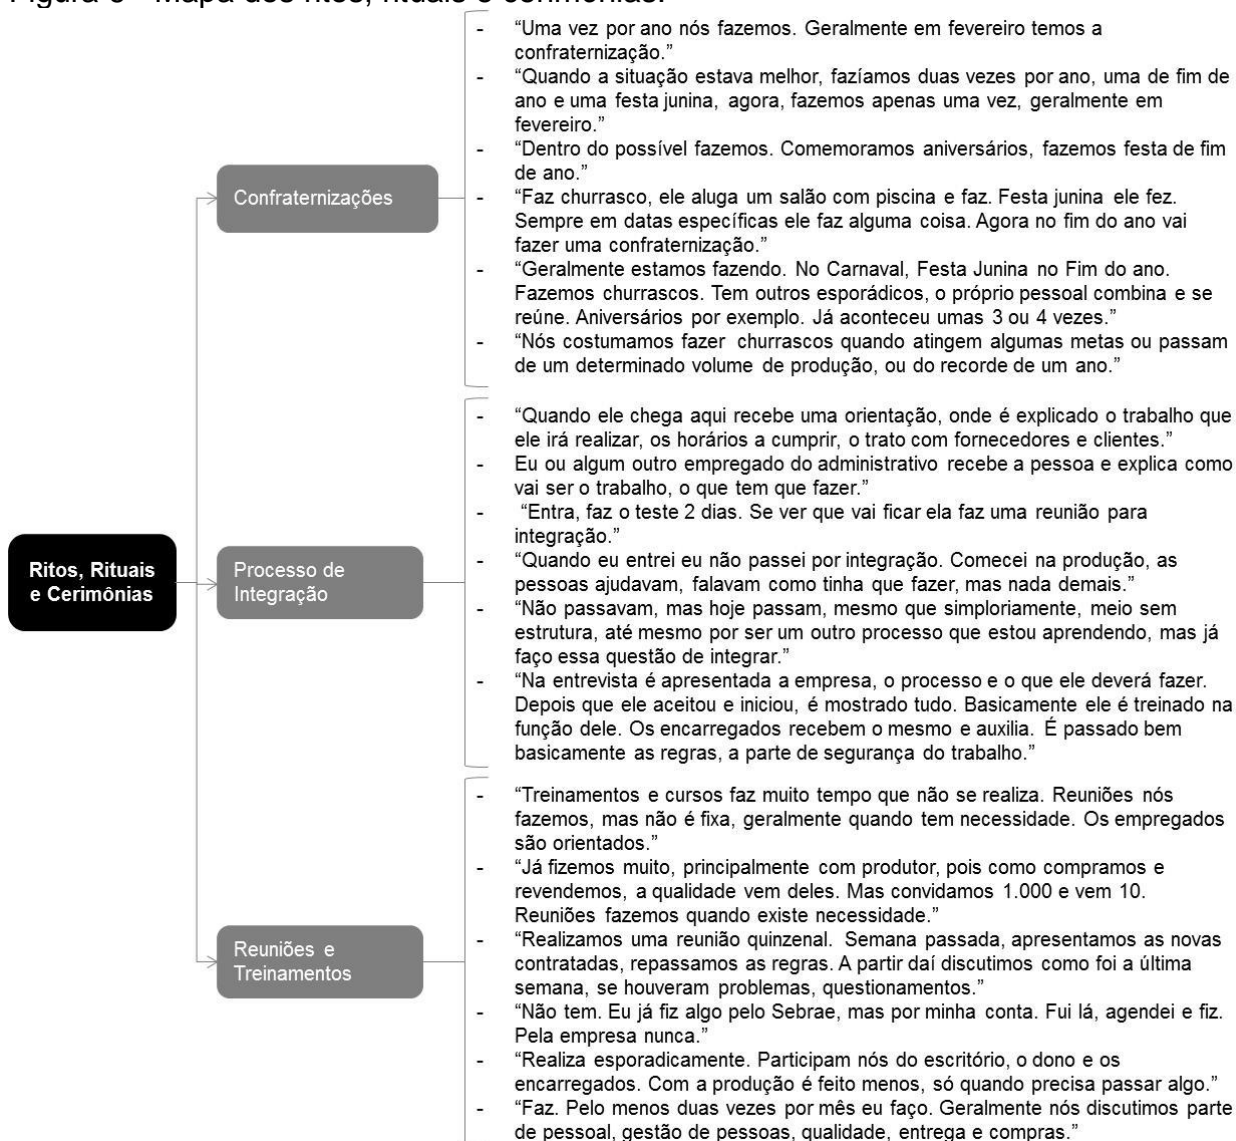 Mapa dos ritos, rituais e cerimônias.
- “Uma vez por ano nós fazemos. Geralmente em fevereiro temos a
confraternização.”
- “Quando a situação estava melhor, fazíamos duas vezes por ano, uma de fim de
ano e uma festa junina, agora, fazemos apenas uma vez, geralmente em
fevereiro.”
- “Dentro do possível fazemos. Comemoramos aniversários, fazemos festa de fim
de ano.”
Confraternizações
- “Faz churrasco, ele aluga um salão com piscina e faz. Festa junina ele fez.
Sempre em datas específicas ele faz alguma coisa. Agora no fim do ano vai
fazer uma confraternização.”
- “Geralmente estamos fazendo. No Carnaval, Festa Junina no Fim do ano.
Fazemos churrascos. Tem outros esporádicos, o próprio pessoal combina e se
reúne. Aniversários por exemplo. Já aconteceu umas 3 ou 4 vezes.”
- “Nós costumamos fazer churrascos quando atingem algumas metas ou passam
de um determinado volume de produção, ou do recorde de um ano.”
- “Quando ele chega aqui recebe uma orientação, onde é explicado o trabalho que
ele irá realizar, os horários a cumprir, o trato com fornecedores e clientes.”
- Eu ou algum outro empregado do administrativo recebe a pessoa e explica como
vai ser o trabalho, o que tem que fazer.”
- “Entra, faz o teste 2 dias. Se ver que vai ficar ela faz uma reunião para
integração.”
Ritos, Rituais
e Cerimônias
Processo de
Integração
- “Quando eu entrei eu não passei por integração. Comecei na produção, as
pessoas ajudavam, falavam como tinha que fazer, mas nada demais.”
- “Não passavam, mas hoje passam, mesmo que simploriamente, meio sem
estrutura, até mesmo por ser um outro processo que estou aprendendo, mas já
faço essa questão de integrar.”
- “Na entrevista é apresentada a empresa, o processo e o que ele deverá fazer.
Depois que ele aceitou e iniciou, é mostrado tudo. Basicamente ele é treinado na
função dele. Os encarregados recebem o mesmo e auxilia. É passado bem
basicamente as regras, a parte de segurança do trabalho.”
- “Treinamentos e cursos faz muito tempo que não se realiza. Reuniões nós
fazemos, mas não é fixa, geralmente quando tem necessidade. Os empregados
são orientados.”
- “Já fizemos muito, principalmente com produtor, pois como compramos e
revendemos, a qualidade vem deles. Mas convidamos 1.000 e vem 10.
Reuniões fazemos quando existe necessidade.”
Reuniões e
Treinamentos
- “Realizamos uma reunião quinzenal. Semana passada, apresentamos as novas
contratadas, repassamos as regras. A partir daí discutimos como foi a última
semana, se houveram problemas, questionamentos.”
- “Não tem. Eu já fiz algo pelo Sebrae, mas por minha conta. Fui lá, agendei e fiz.
Pela empresa nunca.”
- “Realiza esporadicamente. Participam nós do escritório, o dono e os
encarregados. Com a produção é feito menos, só quando precisa passar algo.”
- “Faz. Pelo menos duas vezes por mês eu faço. Geralmente nós discutimos parte
de pessoal, gestão de pessoas, qualidade, entrega e compras.”